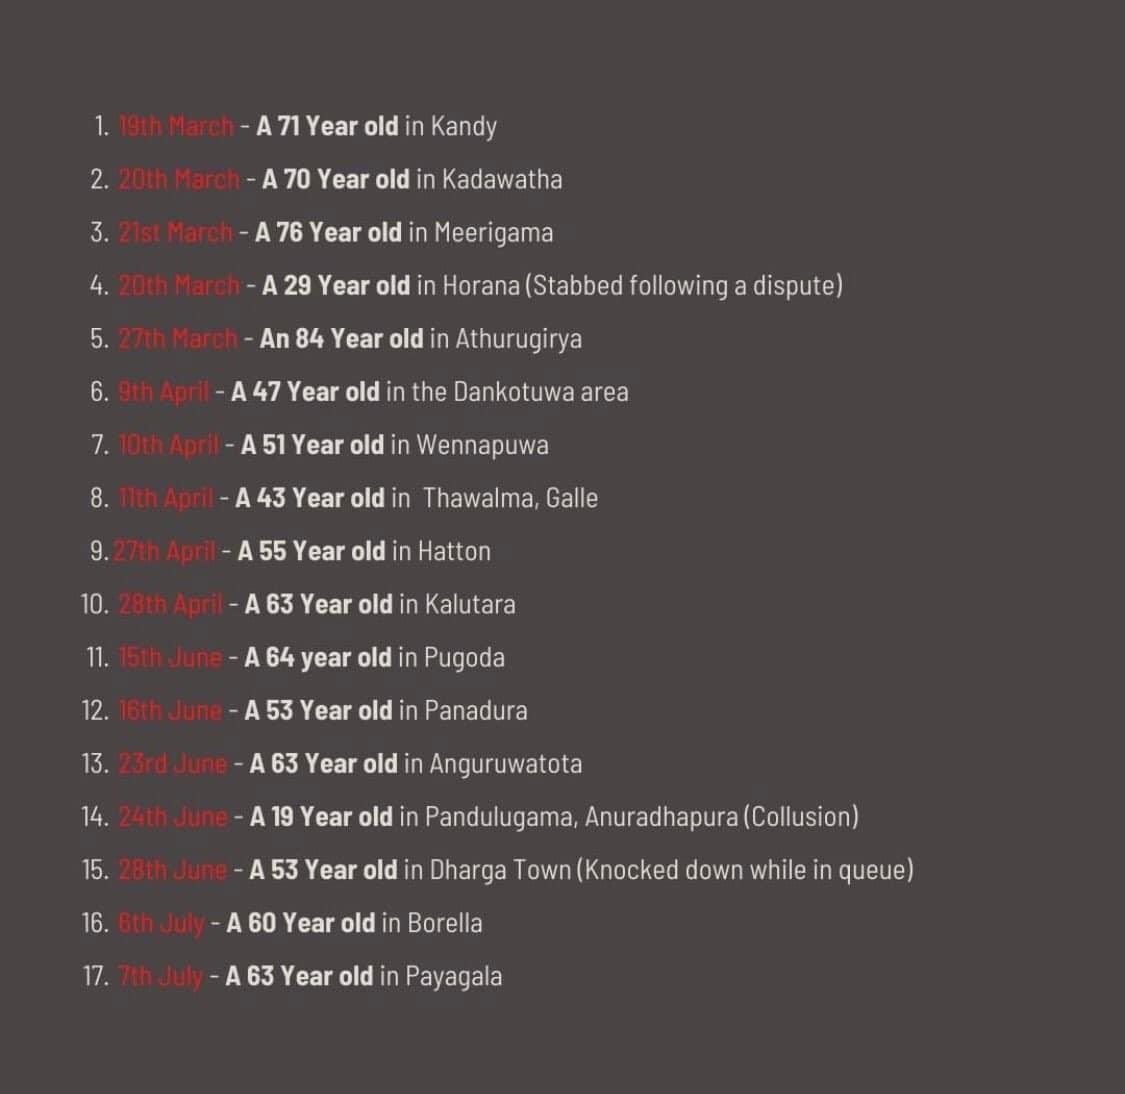 1. 19th March - A 71 Year old in Kandy
2. 20th March - A 70 Year old in Kadawatha
3. 21st March - A 76 Year old in Meerigama
4. 20th March - A 29 Year old in Horana (Stabbed following a dispute)
5. 27th March - An 84 Year old in Athurugirya
6. 9th April - A 47 Year old in the Dankotuwa area
7. 10th April - A 51 Year old in Wennapuwa
8. 11th April - A 43 Year old in Thawalma, Galle
9. 27th April - A 55 Year old in Hatton
10. 28th April - A 63 Year old in Kalutara
11. 15th June - A 64 year old in Pugoda
12. 16th June - A 53 Year old in Panadura
13. 23rd June - A 63 Year old in Anguruwatota
14. 24th June - A 19 Year old in Pandulugama, Anuradhapura (Collusion)
15. 28th June - A 53 Year old in Dharga Town (Knocked down while in queue)
16. 6th July - A 60 Year old in Borella
17. 7th July - A 63 Year old in Payagala